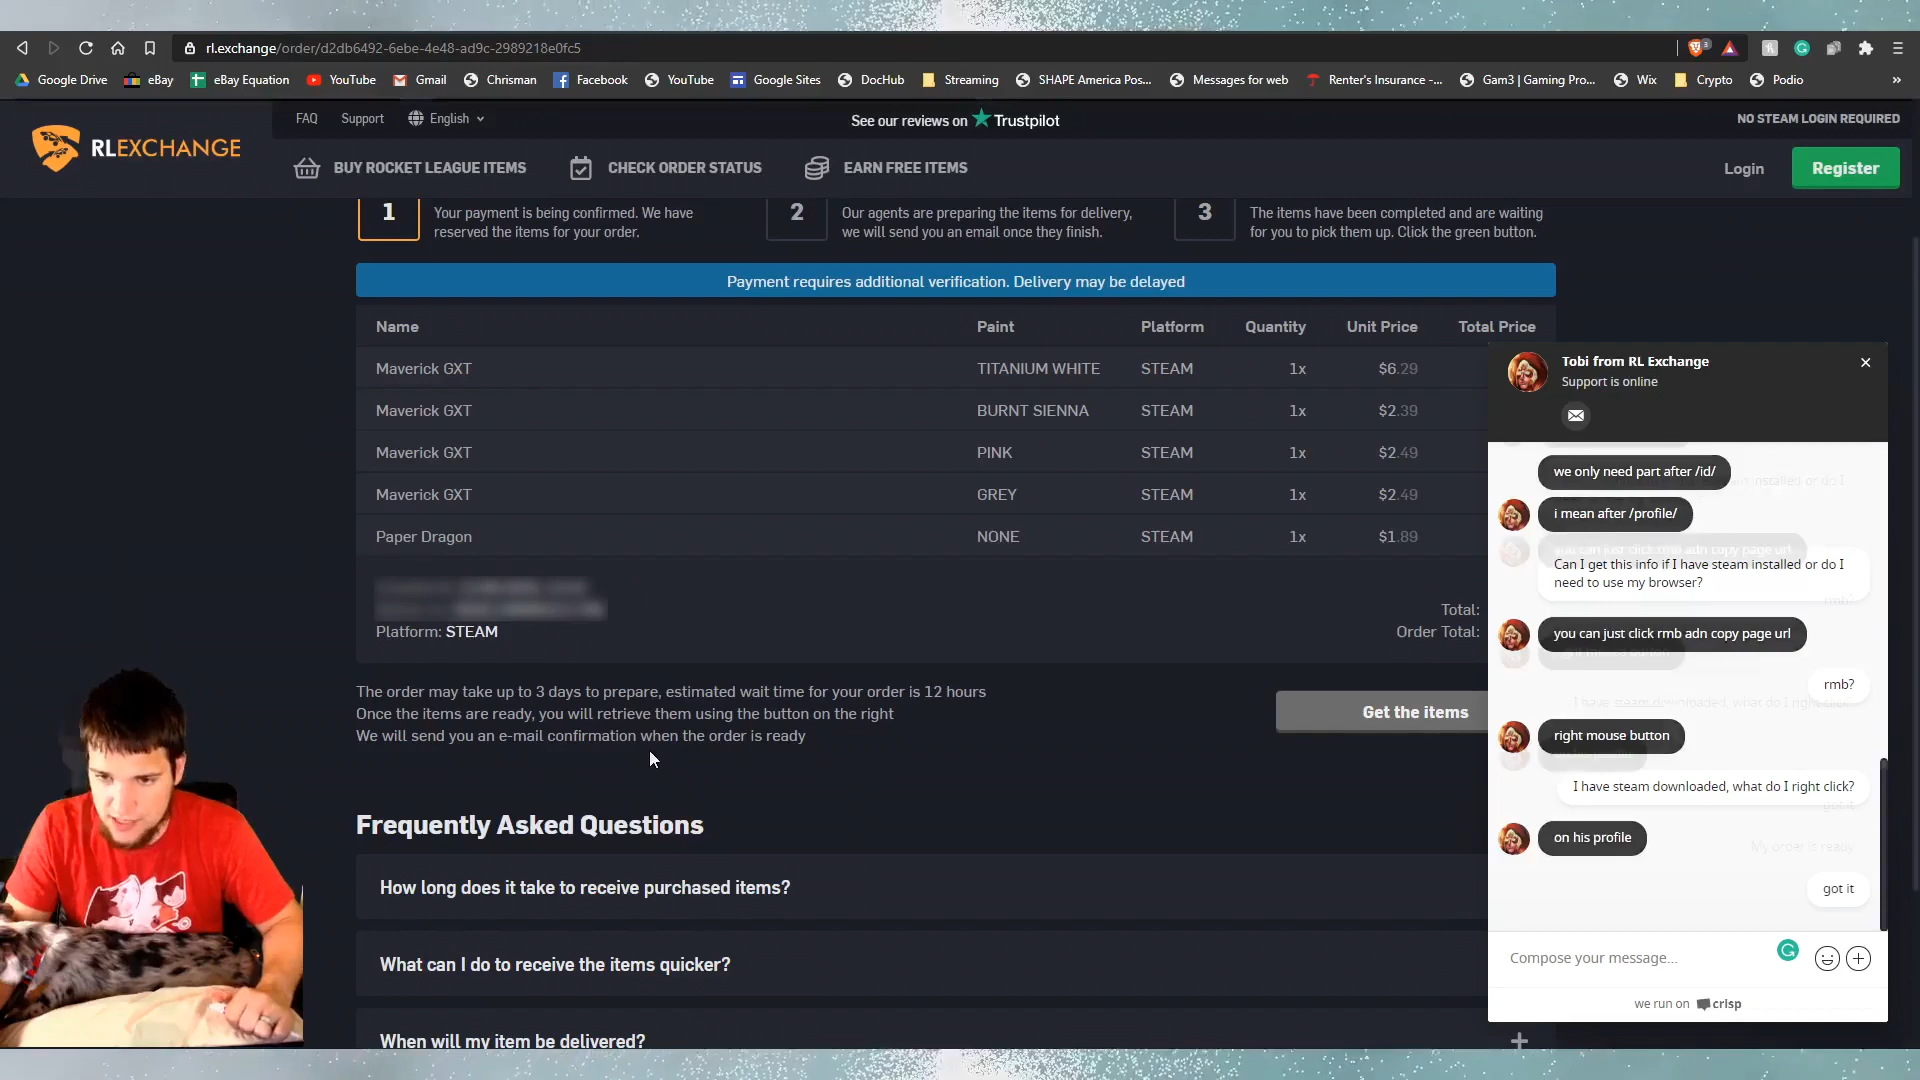 rl.exchange/order/d2db6492-6ebe-4e48-ad9c-2989218e0fc5
3
Google Drive
eBay
eBay Equation
YouTube
Gmail
Chrisman
Facebook
YouTube
Google Sites
DocHub
Streaming
SHAPE America Pos...
Messages for web
Renter's Insurance -...
Gam3 | Gaming Pro...
Wix
Crypto
Podio
»
RLEXCHANGE
FAQ
Support
English
See our reviews on Trustpilot
NO STEAM LOGIN REQUIRED
BUY ROCKET LEAGUE ITEMS
CHECK ORDER STATUS
EARN FREE ITEMS
Login
Register
1
Your payment is being confirmed. We have
reserved the items for your order.
2
Our agents are preparing the items for delivery,
we will send you an email once they finish.
3
The items have been completed and are waiting
for you to pick them up. Click the green button.
Payment requires additional verification. Delivery may be delayed
Name Paint Platform Quantity Unit Price Total Price
Maverick GXT TITANIUM WHITE STEAM 1x $6.29
Maverick GXT BURNT SIENNA STEAM 1x $2.39
Maverick GXT PINK STEAM 1x $2.49
Maverick GXT GREY STEAM 1x $2.49
Paper Dragon NONE STEAM 1x $1.89
Platform: STEAM
Total:
Order Total:
The order may take up to 3 days to prepare, estimated wait time for your order is 12 hours
Once the items are ready, you will retrieve them using the button on the right
We will send you an e-mail confirmation when the order is ready
Get the items
Frequently Asked Questions
How long does it take to receive purchased items?
What can I do to receive the items quicker?
When will my item be delivered?
Tobi from RL Exchange
Support is online
we only need part after /id/
i mean after /profile/
Can I get this info if I have steam installed or do I
need to use my browser?
you can just click rmb adn copy page url
rmb?
right mouse button
I have steam downloaded, what do I right click?
on his profile
My order is ready
got it
Compose your message...
we run on crisp